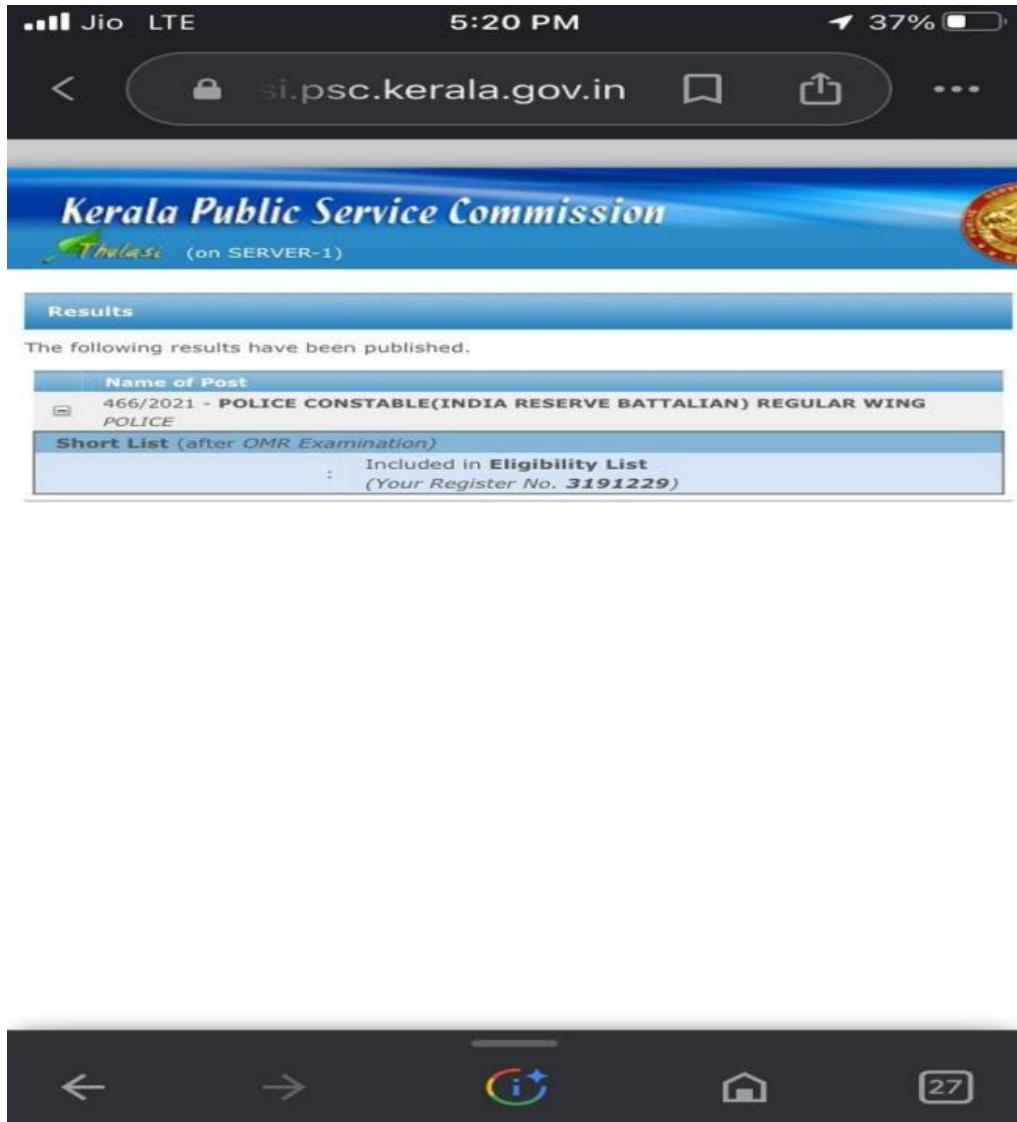 Jio LTE 5:20 PM 37%
si.psc.kerala.gov.in
Kerala Public Service Commission
Thulasi (on SERVER-1)
Results
The following results have been published.
Name of Post
466/2021 - POLICE CONSTABLE(INDIA RESERVE BATTALIAN) REGULAR WING
POLICE
Short List (after OMR Examination)
: Included in Eligibility List
(Your Register No. 3191229)
27